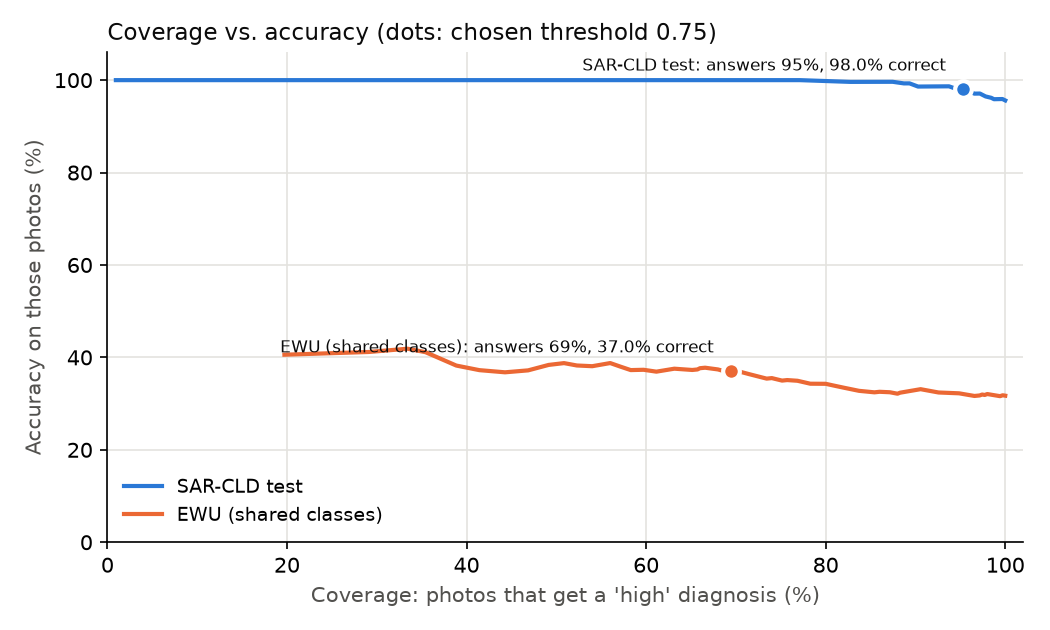 Coverage vs. accuracy (dots: chosen threshold 0.75)
SAR-CLD test: answers 95%, 98.0% correct
100
80
60
40
20
0
Accuracy on those photos (%)
EWU (shared classes): answers 69%, 37.0% correct
SAR-CLD test
EWU (shared classes)
0 20 40 60 80 100
Coverage: photos that get a 'high' diagnosis (%)